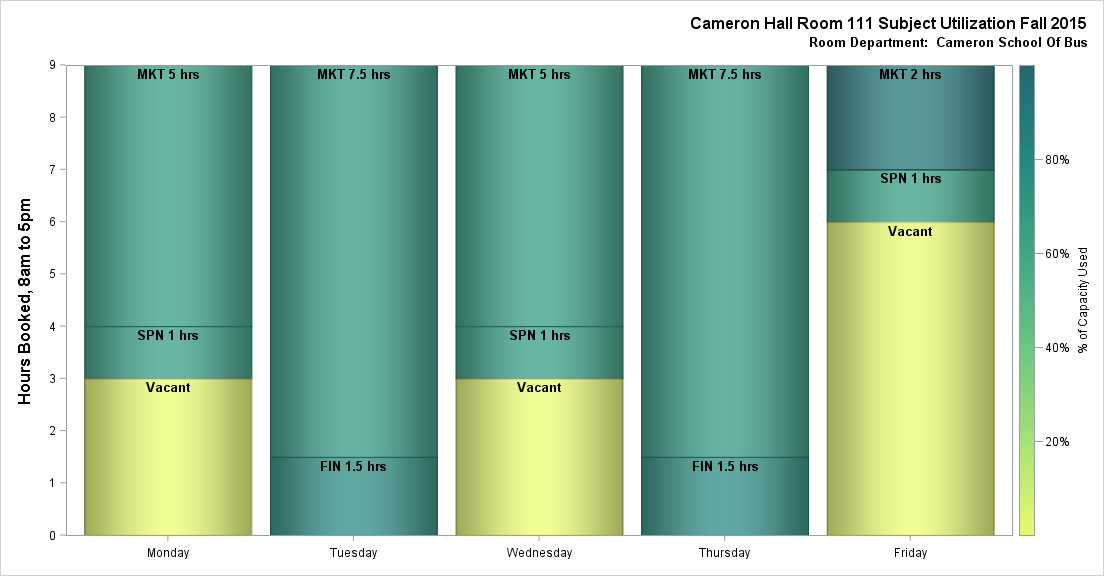 Cameron Hall Room 111 Subject Utilization Fall 2015
Room Department:  Cameron School Of Bus
Hours Booked, 8am to 5pm
9
8
7
6
5
4
3
2
1
0
MKT 5 hrs
SPN 1 hrs
Vacant
MKT 7.5 hrs
FIN 1.5 hrs
MKT 5 hrs
SPN 1 hrs
Vacant
MKT 7.5 hrs
FIN 1.5 hrs
MKT 2 hrs
SPN 1 hrs
Vacant
Monday
Tuesday
Wednesday
Thursday
Friday
80%
60%
40%
20%
% of Capacity Used